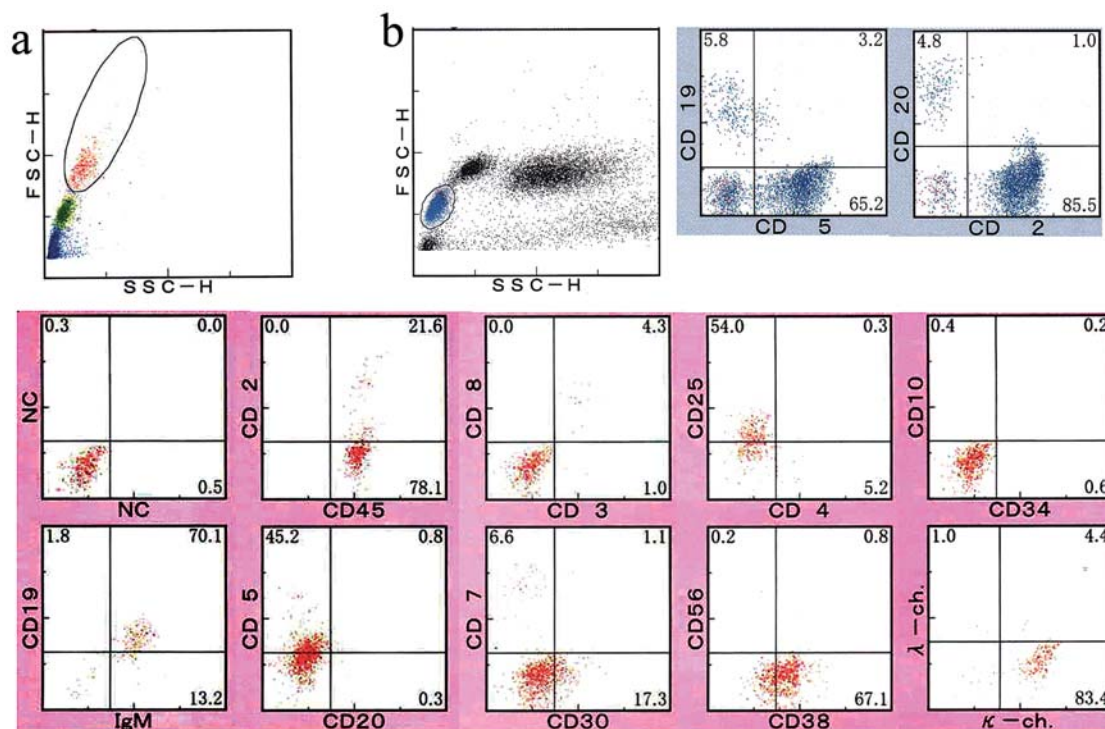 a
FSC-H
SSC-H
b
FSC-H
SSC-H
5.8 3.2
CD 19
65.2
CD 5
4.8 1.0
CD 20
85.5
CD 2
0.3 0.0
NC
0.5
NC
0.0 21.6
CD 2
78.1
CD45
0.0 4.3
CD 8
1.0
CD 3
54.0 0.3
CD25
5.2
CD 4
0.4 0.2
CD10
0.6
CD34
1.8 70.1
CD19
13.2
IgM
45.2 0.8
CD 5
0.3
CD20
6.6 1.1
CD 7
17.3
CD30
0.2 0.8
CD56
67.1
CD38
1.0 4.4
λ-ch.
83.4
κ-ch.